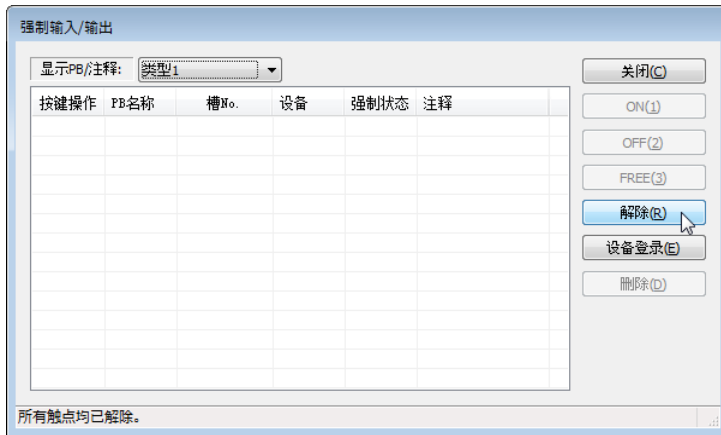 强制输入/输出
显示PB/注释: 类型1
按键操作 PB名称 槽No. 设备 强制状态 注释
关闭(C)
ON(1)
OFF(2)
FREE(3)
解除(R)
设备登录(E)
删除(D)
所有触点均已解除。